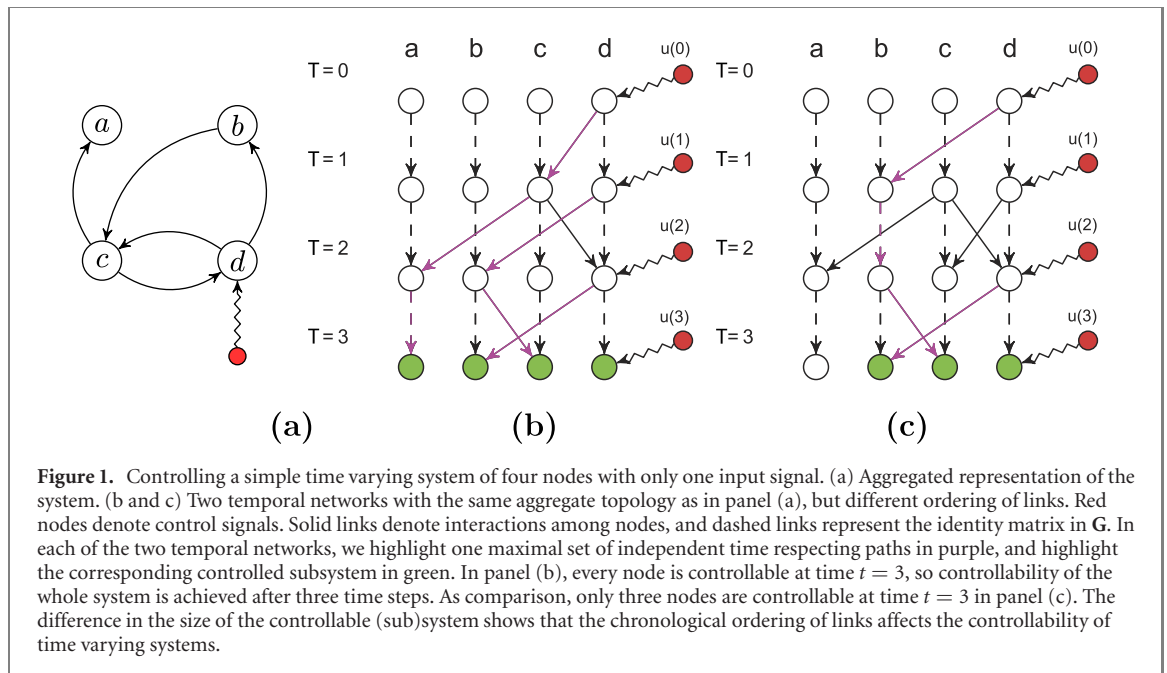 a b c d u(0) a b c d u(0)
T = 0 T = 0
a b
u(1) u(1)
T = 1 T = 1
u(2) u(2)
T = 2 T = 2
c d
u(3) u(3)
T = 3 T = 3
(a) (b) (c)
Figure 1. Controlling a simple time varying system of four nodes with only one input signal. (a) Aggregated representation of the
system. (b and c) Two temporal networks with the same aggregate topology as in panel (a), but different ordering of links. Red
nodes denote control signals. Solid links denote interactions among nodes, and dashed links represent the identity matrix in G. In
each of the two temporal networks, we highlight one maximal set of independent time respecting paths in purple, and highlight
the corresponding controlled subsystem in green. In panel (b), every node is controllable at time t = 3, so controllability of the
whole system is achieved after three time steps. As comparison, only three nodes are controllable at time t = 3 in panel (c). The
difference in the size of the controllable (sub)system shows that the chronological ordering of links affects the controllability of
time varying systems.